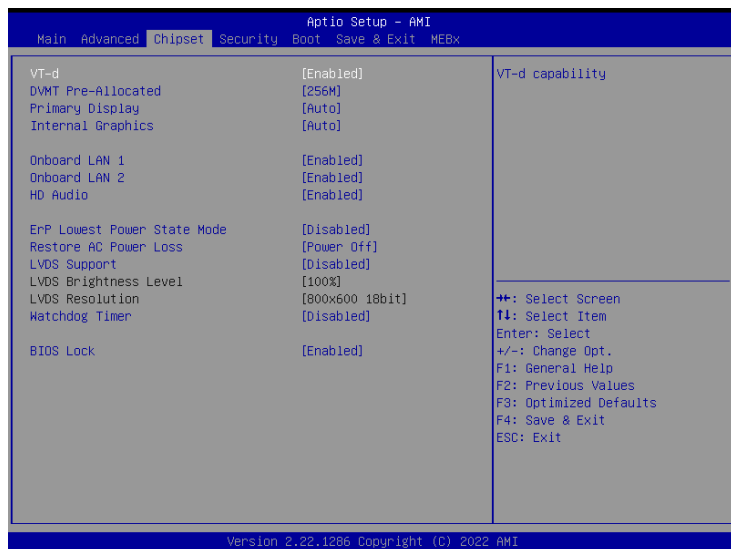 Aptio Setup – AMI
Main Advanced Chipset Security Boot Save & Exit MEBx
VT-d [Enabled]
DVMT Pre-Allocated [256M]
Primary Display [Auto]
Internal Graphics [Auto]
Onboard LAN 1 [Enabled]
Onboard LAN 2 [Enabled]
HD Audio [Enabled]
ErP Lowest Power State Mode [Disabled]
Restore AC Power Loss [Power Off]
LVDS Support [Disabled]
LVDS Brightness Level [100%]
LVDS Resolution [800x600 18bit]
Watchdog Timer [Disabled]
BIOS Lock [Enabled]
VT-d capability
→←: Select Screen
↑↓: Select Item
Enter: Select
+/-: Change Opt.
F1: General Help
F2: Previous Values
F3: Optimized Defaults
F4: Save & Exit
ESC: Exit
Version 2.22.1286 Copyright (C) 2022 AMI